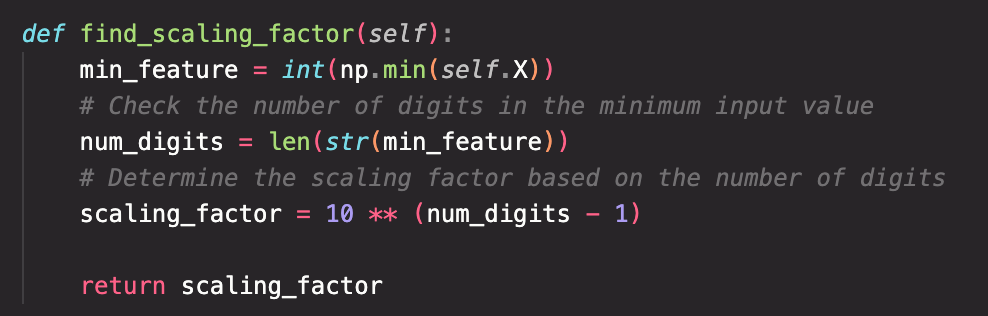 def find_scaling_factor(self):
    min_feature = int(np.min(self.X))
    # Check the number of digits in the minimum input value
    num_digits = len(str(min_feature))
    # Determine the scaling factor based on the number of digits
    scaling_factor = 10 ** (num_digits - 1)
    return scaling_factor